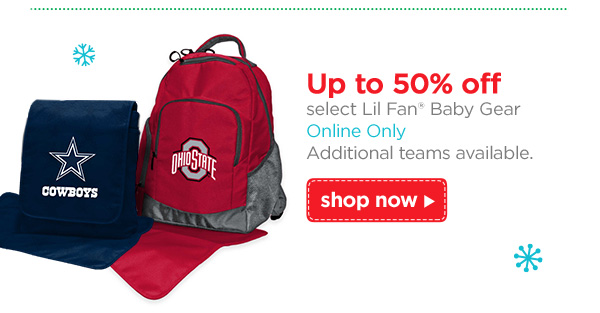 Up to 50% off
select Lil Fan® Baby Gear
Online Only
Additional teams available.
shop now
OHIO STATE
COWBOYS